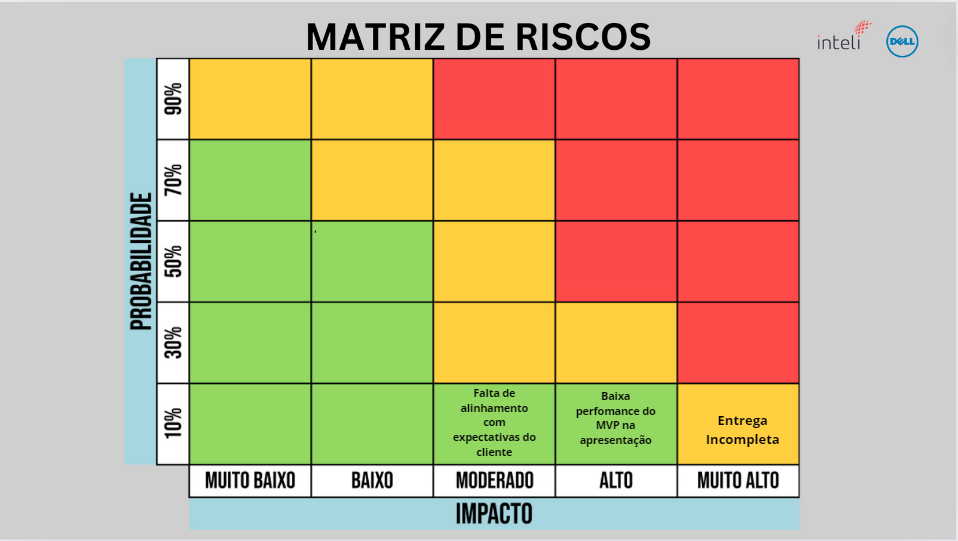 MATRIZ DE RISCOS
inteli
DELL
PROBABILIDADE
90%
70%
50%
30%
10%
Falta de
alinhamento
com
expectativas do
cliente
Baixa
perfomance do
MVP na
apresentação
Entrega
Incompleta
MUITO BAIXO
BAIXO
MODERADO
ALTO
MUITO ALTO
IMPACTO